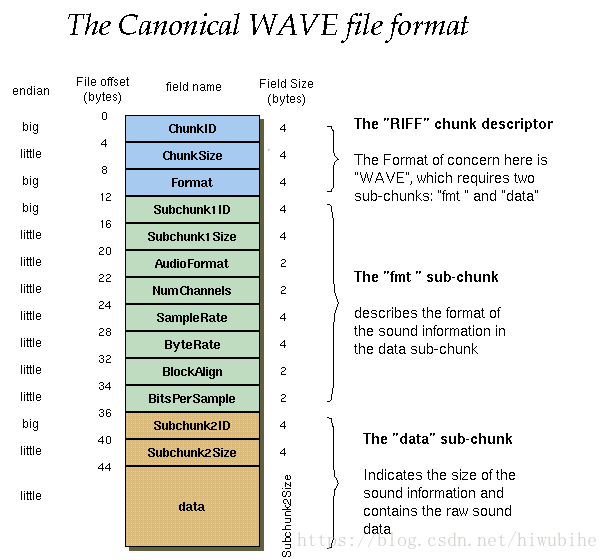 The Canonical WAVE file format
endian
File offset
(bytes)
field name
Field Size
(bytes)
0
big
ChunkID
4
4
little
ChunkSize
4
8
big
Format
4
12
big
Subchunk1ID
4
16
little
Subchunk1Size
4
20
little
AudioFormat
2
22
little
NumChannels
2
24
little
SampleRate
4
28
little
ByteRate
4
32
little
BlockAlign
2
34
little
BitsPerSample
2
36
big
Subchunk2ID
4
40
little
Subchunk2Size
4
44
little
data
Subchunk2Size
The "RIFF" chunk descriptor
The Format of concern here is
"WAVE", which requires two
sub-chunks: "fmt " and "data"
The "fmt " sub-chunk
describes the format of
the sound information in
the data sub-chunk
The "data" sub-chunk
Indicates the size of the
sound information and
contains the raw sound
data
https://blog.csdn.net/hiwubihe